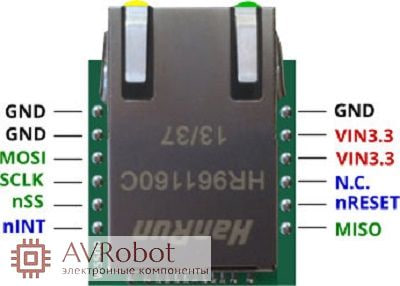 GND
GND
MOSI
SCLK
nSS
nINT
GND
VIN3.3
VIN3.3
N.C.
nRESET
MISO
13/37
HR961160C
HanRun
AVRobot
электронные компоненты